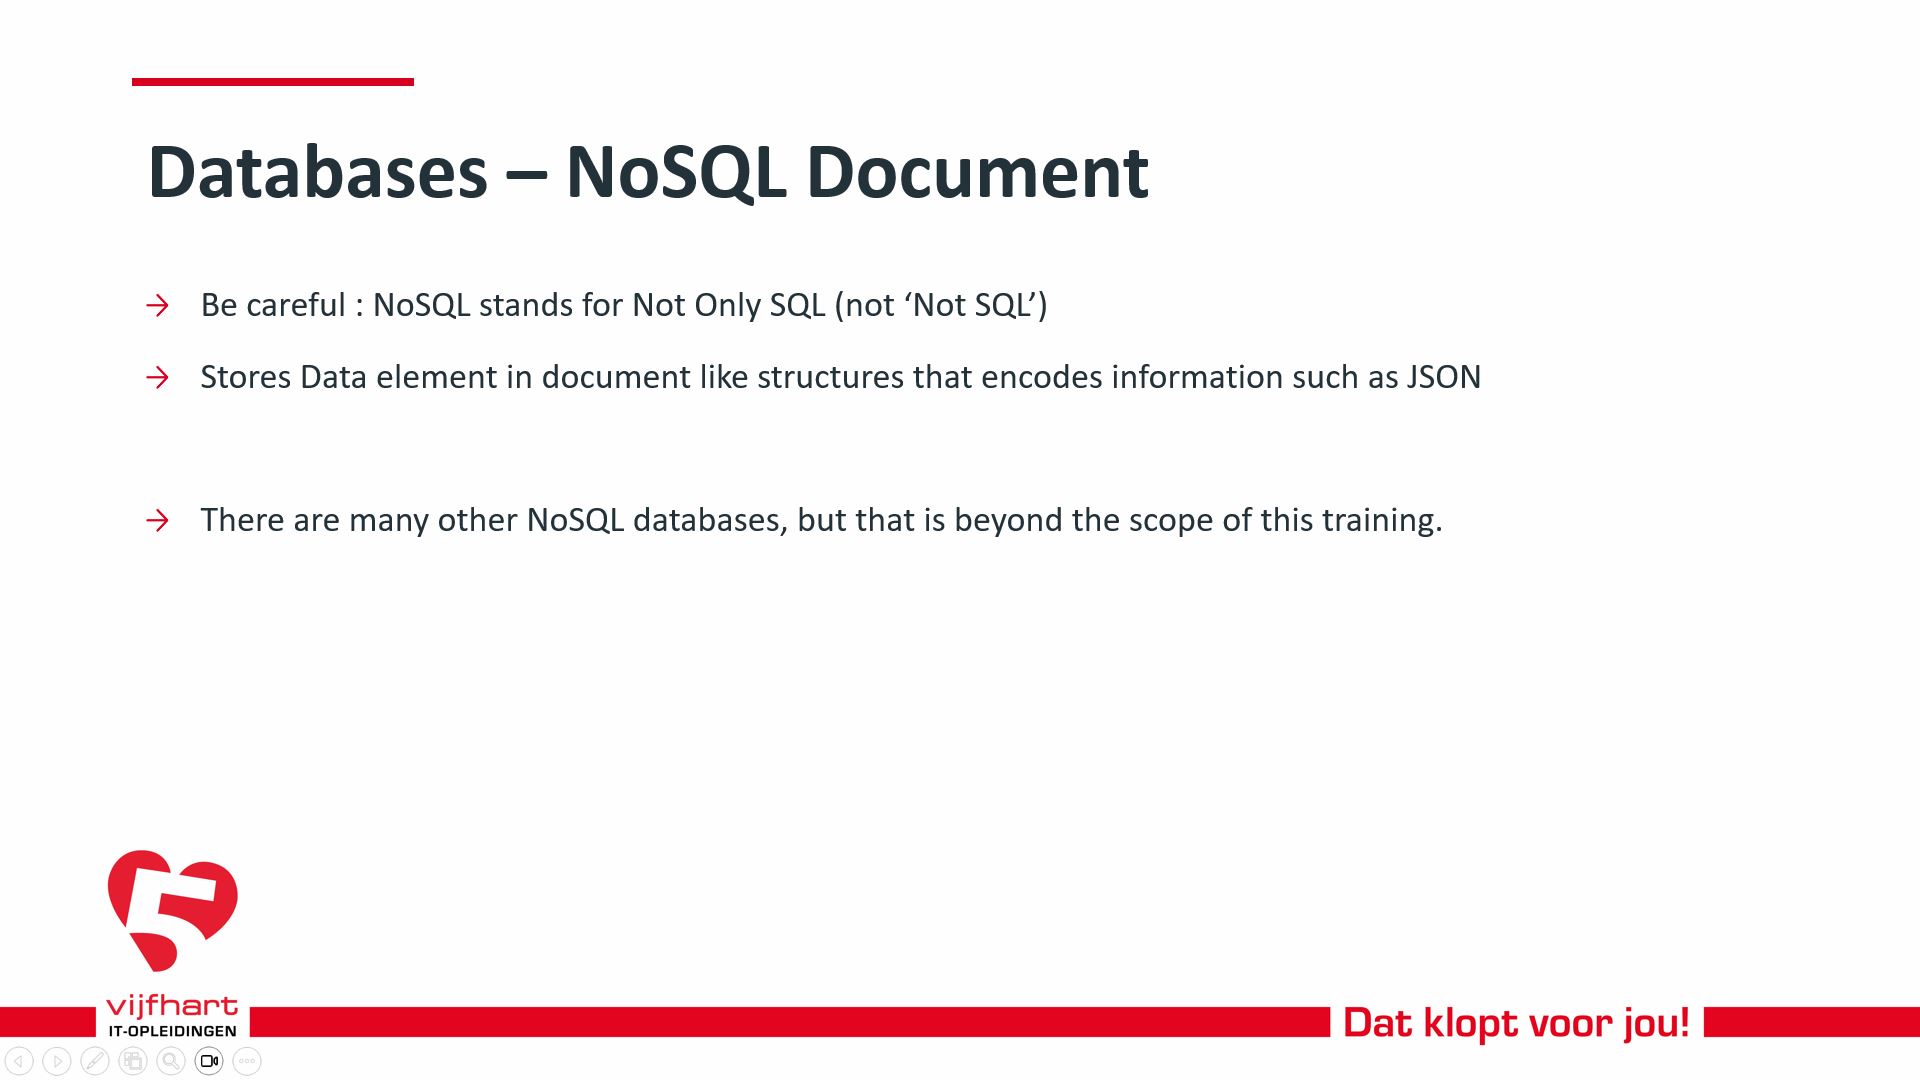 Databases – NoSQL Document
→ Be careful : NoSQL stands for Not Only SQL (not ‘Not SQL’)
→ Stores Data element in document like structures that encodes information such as JSON
→ There are many other NoSQL databases, but that is beyond the scope of this training.
5
vijfhart
IT-OPLEIDINGEN
Dat klopt voor jou!